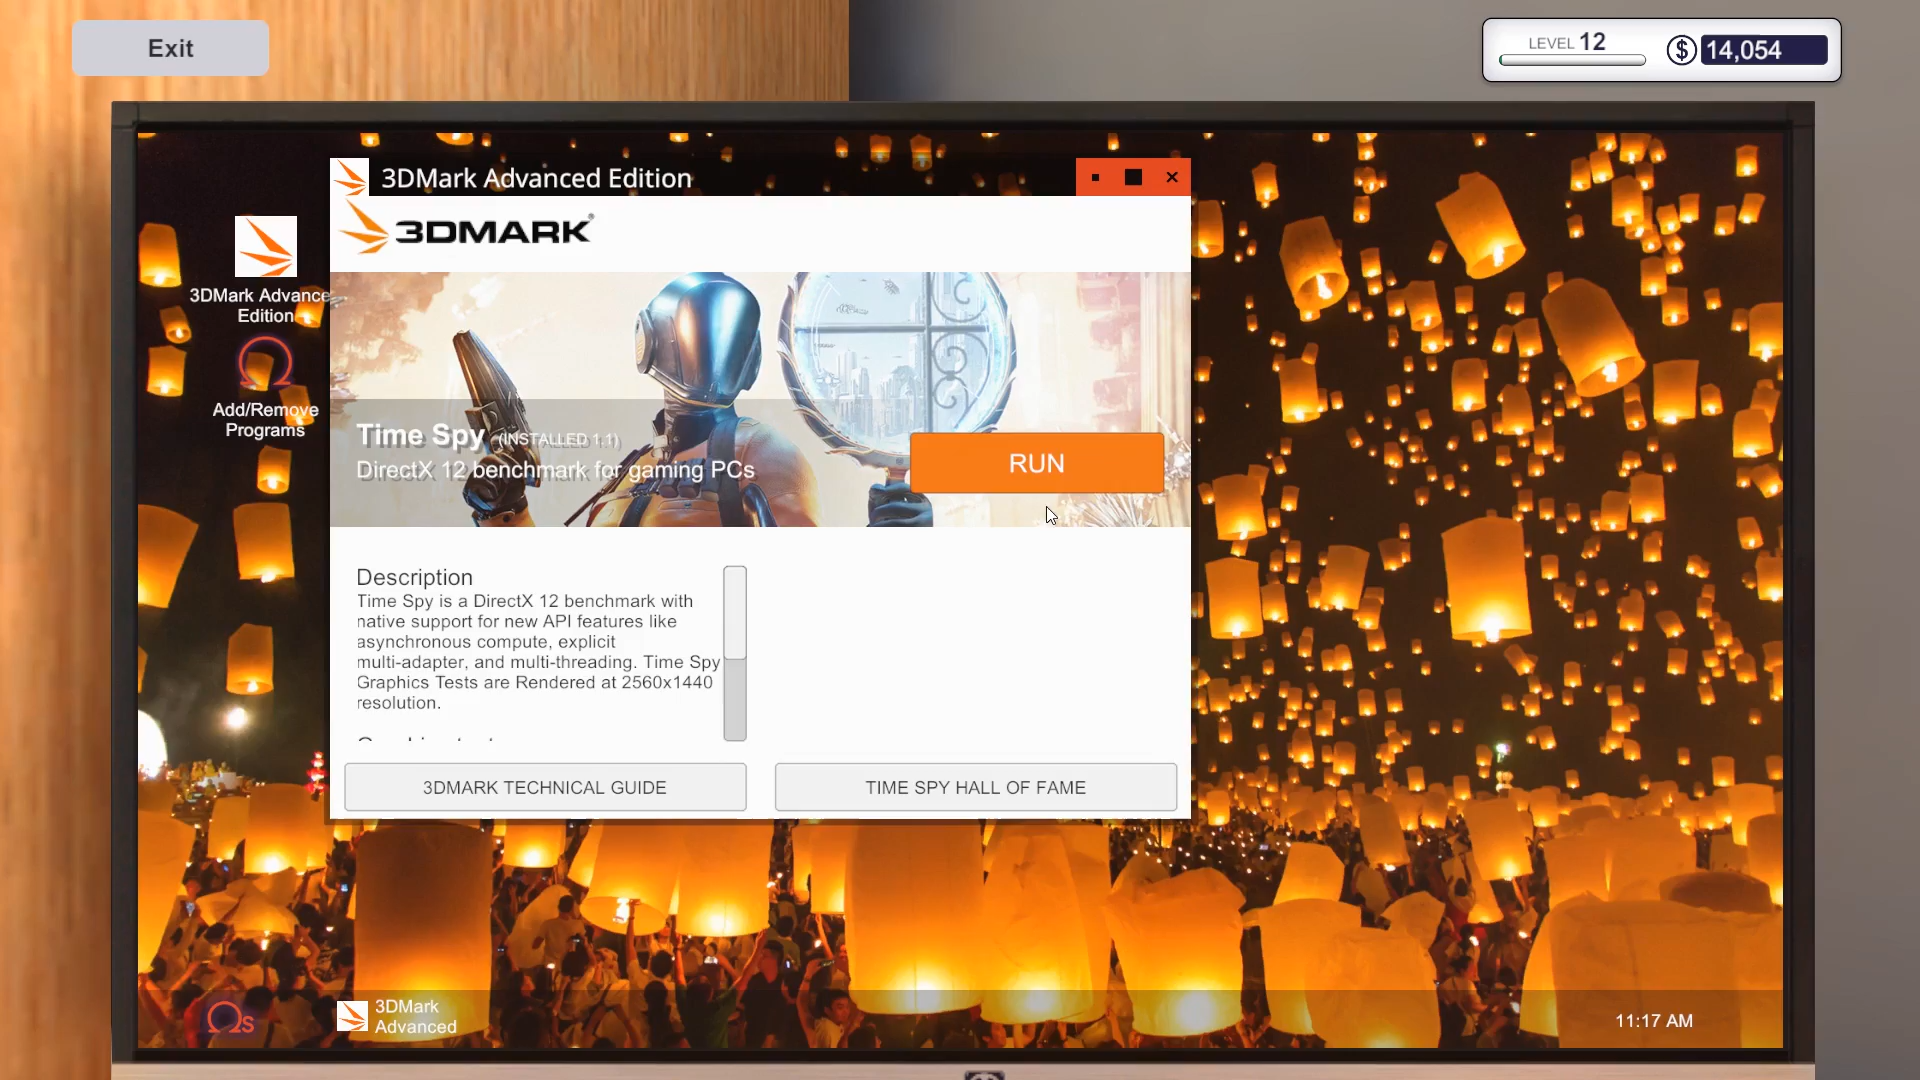 Exit
LEVEL 12
$ 14,054
3DMark Advanced Edition
3DMARK®
3DMark Advance
Edition
Add/Remove
Programs
Time Spy (INSTALLED 1.1)
DirectX 12 benchmark for gaming PCs
RUN
Description
Time Spy is a DirectX 12 benchmark with
native support for new API features like
asynchronous compute, explicit
multi-adapter, and multi-threading. Time Spy
Graphics Tests are Rendered at 2560x1440
resolution.
3DMARK TECHNICAL GUIDE
TIME SPY HALL OF FAME
Ωs
3DMark
Advanced
11:17 AM